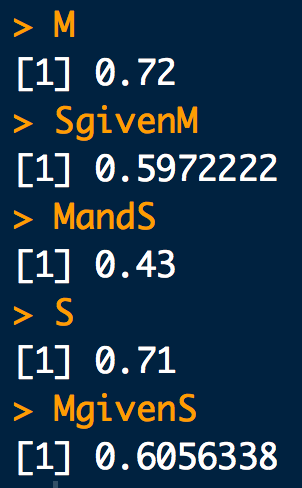 > M
[1] 0.72
> SgivenM
[1] 0.5972222
> MandS
[1] 0.43
> S
[1] 0.71
> MgivenS
[1] 0.6056338